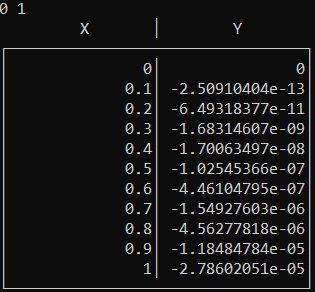 0 1
X | Y
0| 0
0.1| -2.50910404e-13
0.2| -6.49318377e-11
0.3| -1.68314607e-09
0.4| -1.70063497e-08
0.5| -1.02545366e-07
0.6| -4.46104795e-07
0.7| -1.54927603e-06
0.8| -4.56277818e-06
0.9| -1.18484784e-05
1| -2.78602051e-05